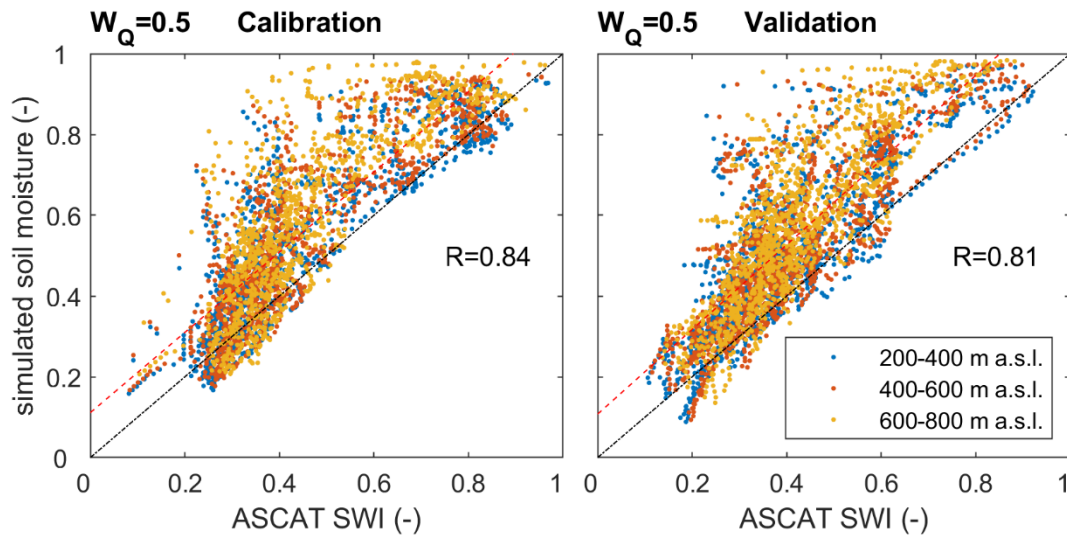 W_Q=0.5 Calibration
simulated soil moisture (-)
1
0.8
0.6
0.4
0.2
0
R=0.84
0 0.2 0.4 0.6 0.8 1
ASCAT SWI (-)
W_Q=0.5 Validation
R=0.81
200-400 m a.s.l.
400-600 m a.s.l.
600-800 m a.s.l.
0 0.2 0.4 0.6 0.8 1
ASCAT SWI (-)